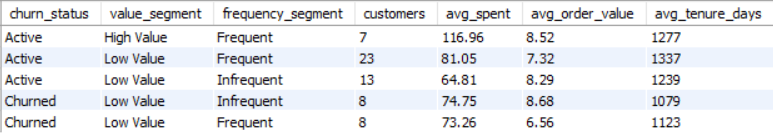 churn_status value_segment frequency_segment customers avg_spent avg_order_value avg_tenure_days
Active High Value Frequent 7 116.96 8.52 1277
Active Low Value Frequent 23 81.05 7.32 1337
Active Low Value Infrequent 13 64.81 8.29 1239
Churned Low Value Infrequent 8 74.75 8.68 1079
Churned Low Value Frequent 8 73.26 6.56 1123